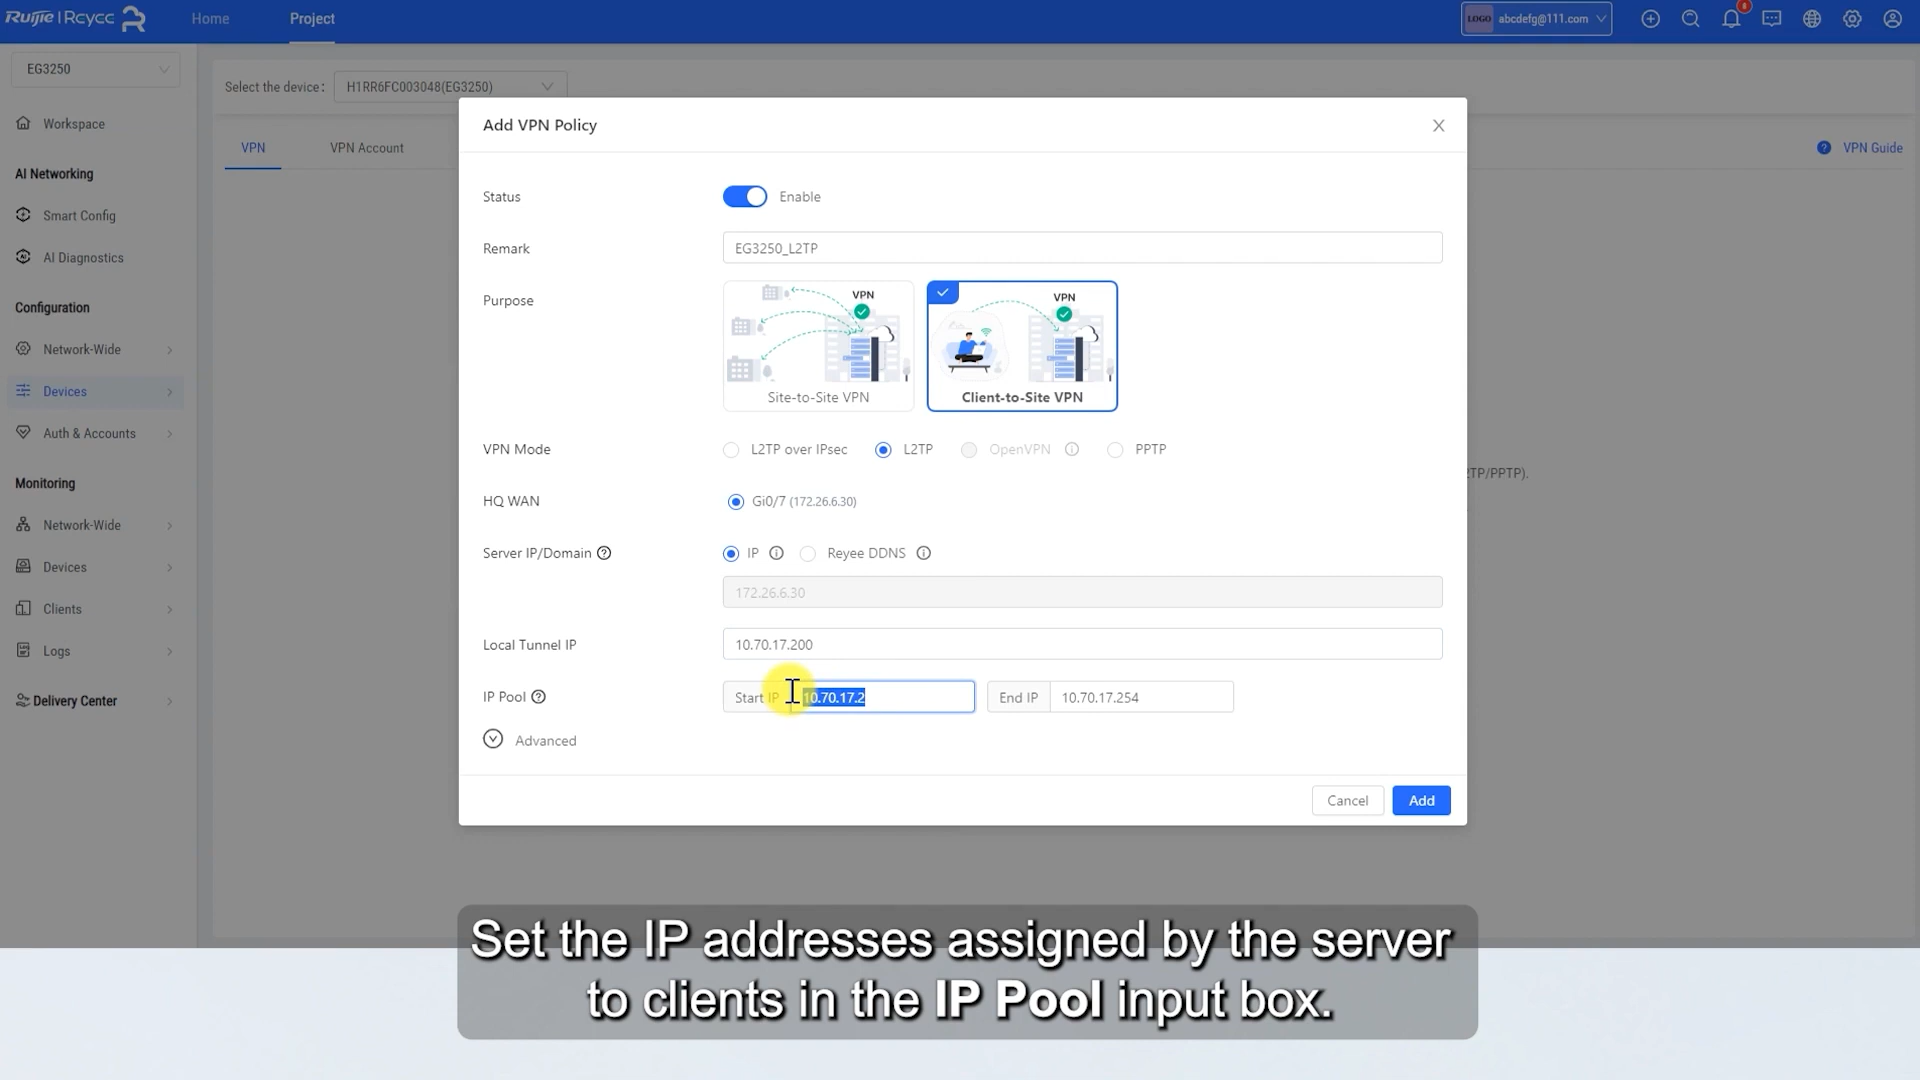 Ruijie | Rcycc
Home
Project
LOGO abcdefg@111.com
8
EG3250
Select the device: H1RR6FC003048(EG3250)
Workspace
AI Networking
Smart Config
AI Diagnostics
Configuration
Network-Wide
Devices
Auth & Accounts
Monitoring
Network-Wide
Devices
Clients
Logs
Delivery Center
VPN
VPN Account
VPN Guide
TP/PPTP).
Add VPN Policy
Status
Enable
Remark
EG3250_L2TP
Purpose
VPN
Site-to-Site VPN
VPN
Client-to-Site VPN
VPN Mode
L2TP over IPsec
L2TP
OpenVPN
PPTP
HQ WAN
Gi0/7 (172.26.6.30)
Server IP/Domain
IP
Reyee DDNS
172.26.6.30
Local Tunnel IP
10.70.17.200
IP Pool
Start IP
10.70.17.2
End IP
10.70.17.254
Advanced
Cancel
Add
Set the IP addresses assigned by the server
to clients in the IP Pool input box.